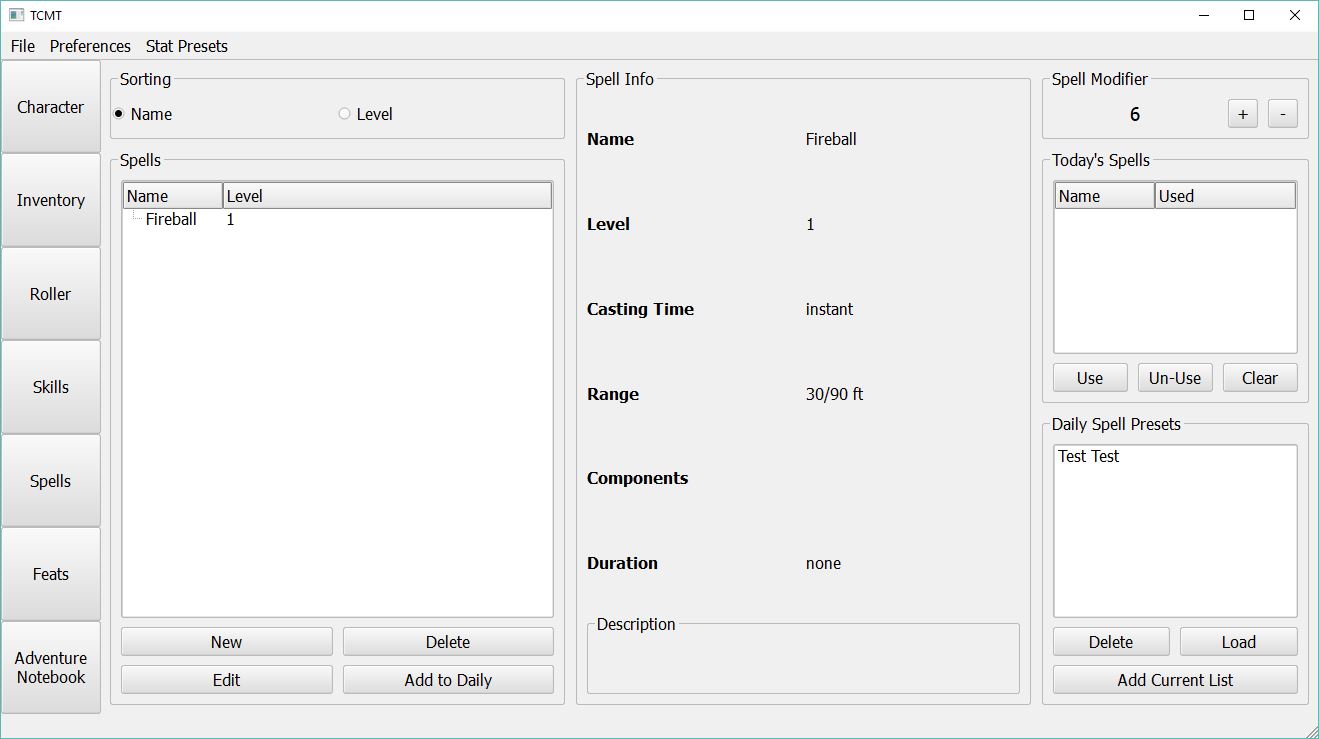 TCMT
File Preferences Stat Presets
Character
Inventory
Roller
Skills
Spells
Feats
Adventure
Notebook
Sorting
Name Level
Spells
Name Level
Fireball 1
New Delete
Edit Add to Daily
Spell Info
Name Fireball
Level 1
Casting Time instant
Range 30/90 ft
Components
Duration none
Description
Spell Modifier
6 + -
Today's Spells
Name Used
Use Un-Use Clear
Daily Spell Presets
Test Test
Delete Load
Add Current List